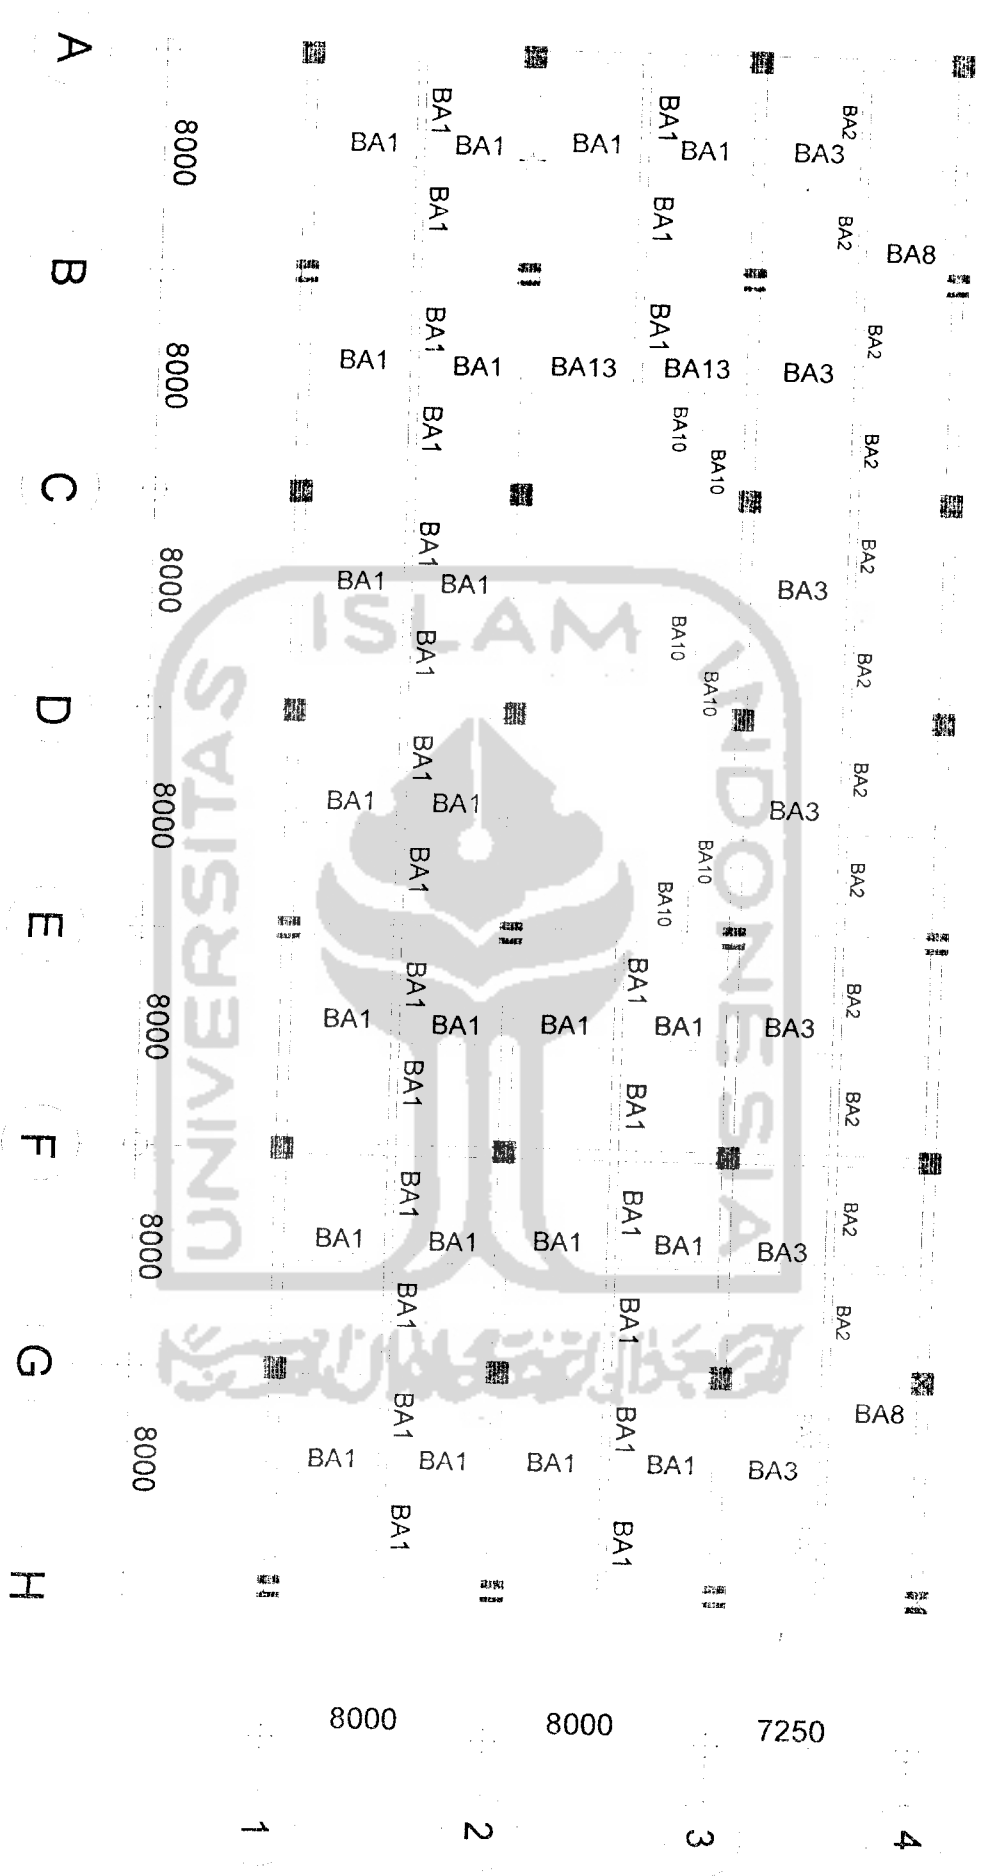 A
BA1 BA2
8000 BA1 BA1 BA1 BA1 BA1 BA3
BA1 BA1 BA2
BA8
B
BA1 BA1 BA2
8000 BA1 BA1 BA13 BA13 BA3
BA1 BA10 BA10 BA2
C
BA1 BA2
8000 BA1 BA1 BA3
BA1 BA10 BA10 BA2
ISLAM
UNIVERSITAS
INDONESIA
D
BA1 BA2
8000 BA1 BA1 BA3
BA1 BA10 BA10 BA2
E
BA1 BA1 BA2
8000 BA1 BA1 BA1 BA1 BA3
BA1 BA1 BA2
F
BA1 BA1 BA2
8000 BA1 BA1 BA1 BA1 BA3
BA1 BA1 BA2
G
BA8
BA1 BA1
8000 BA1 BA1 BA1 BA1 BA3
BA1 BA1
H
8000 8000 7250
1 2 3 4